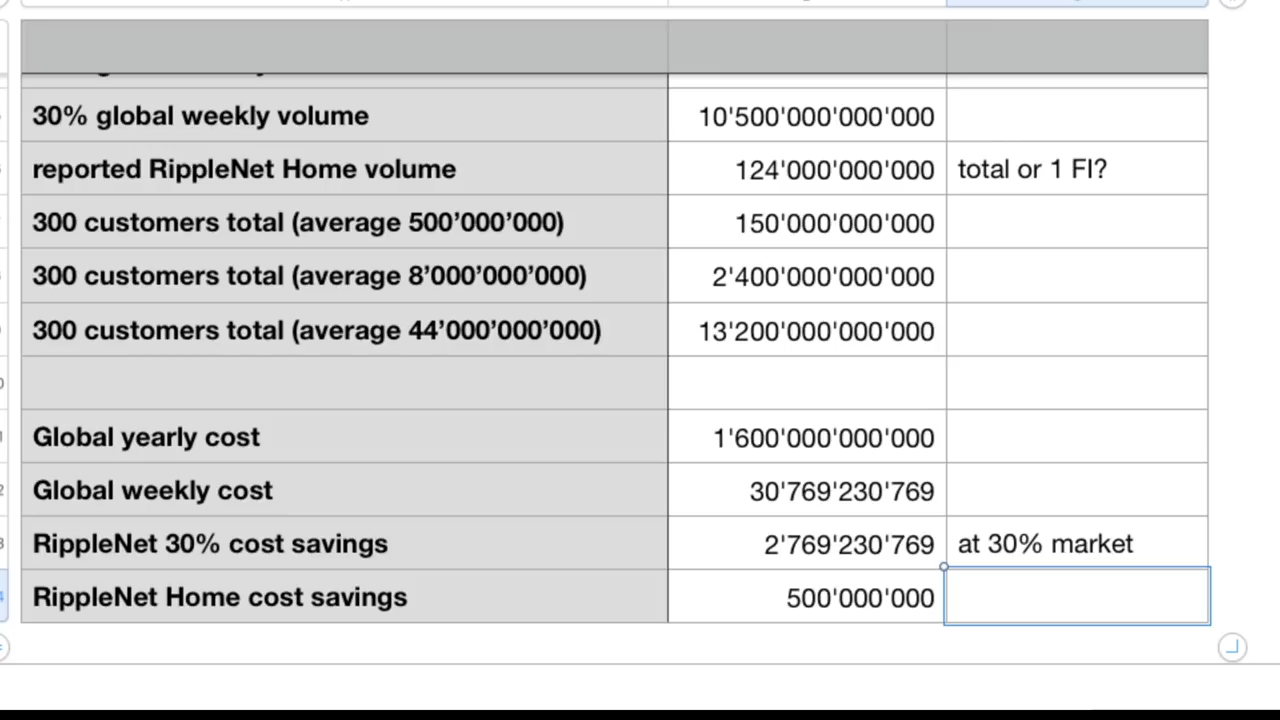 30% global weekly volume 10'500'000'000'000
reported RippleNet Home volume 124'000'000'000 total or 1 FI?
300 customers total (average 500’000’000) 150'000'000'000
300 customers total (average 8’000’000’000) 2'400'000'000'000
300 customers total (average 44’000’000’000) 13'200'000'000'000
Global yearly cost 1'600'000'000'000
Global weekly cost 30'769'230'769
RippleNet 30% cost savings 2'769'230'769 at 30% market
RippleNet Home cost savings 500'000'000